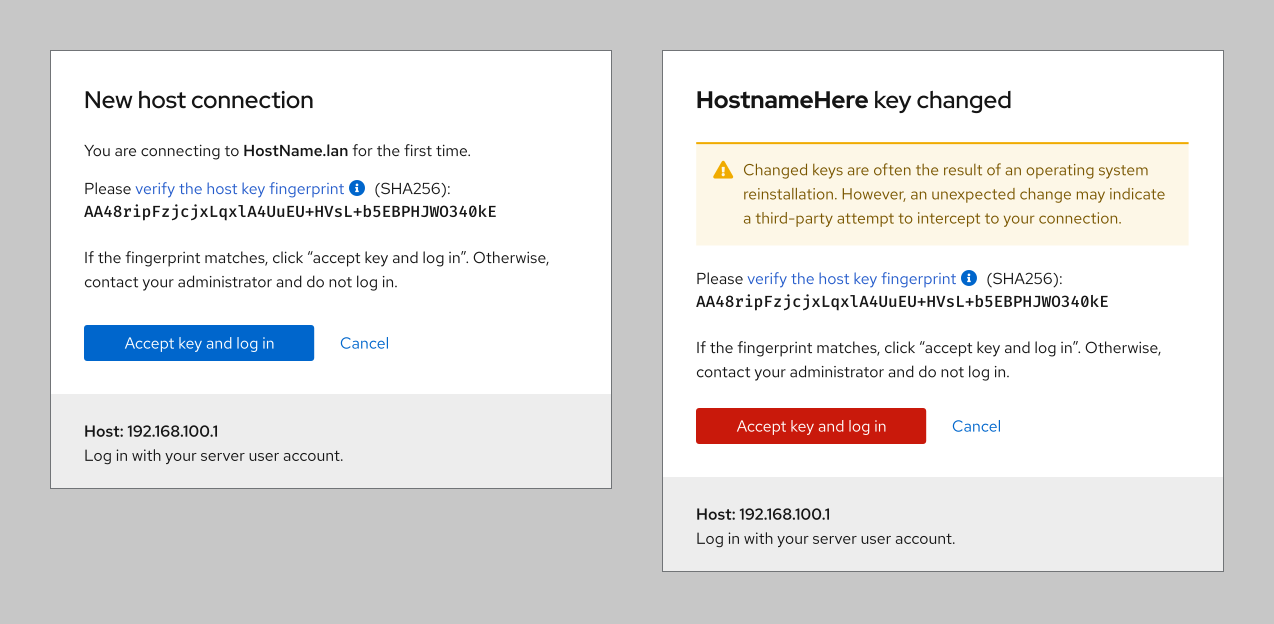 New host connection
You are connecting to HostName.lan for the first time.
Please verify the host key fingerprint (SHA256):
AA48ripFzjcjxLqxlA4UuEU+HVsL+b5EBPHJWO340kE
If the fingerprint matches, click “accept key and log in”. Otherwise,
contact your administrator and do not log in.
Accept key and log in
Cancel
Host: 192.168.100.1
Log in with your server user account.
HostnameHere key changed
Changed keys are often the result of an operating system
reinstallation. However, an unexpected change may indicate
a third-party attempt to intercept to your connection.
Please verify the host key fingerprint (SHA256):
AA48ripFzjcjxLqxlA4UuEU+HVsL+b5EBPHJWO340kE
If the fingerprint matches, click “accept key and log in”. Otherwise,
contact your administrator and do not log in.
Accept key and log in
Cancel
Host: 192.168.100.1
Log in with your server user account.